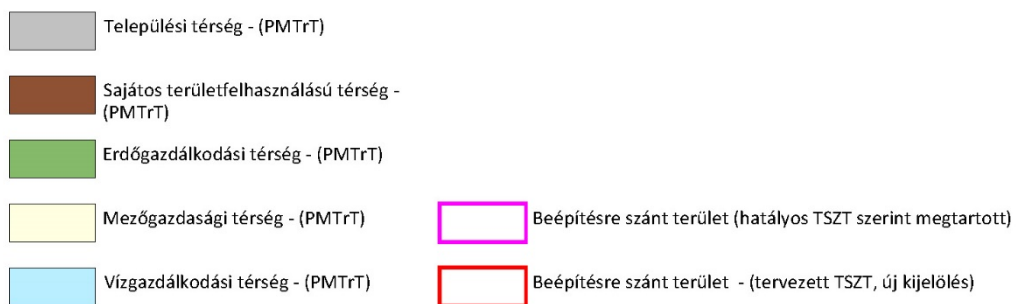 Települési térség - (PMTrT)
Sajátos területfelhasználású térség -
(PMTrT)
Erdőgazdálkodási térség - (PMTrT)
Mezőgazdasági térség - (PMTrT)
Beépítésre szánt terület (hatályos TSZT szerint megtartott)
Vízgazdálkodási térség - (PMTrT)
Beépítésre szánt terület - (tervezett TSZT, új kijelölés)